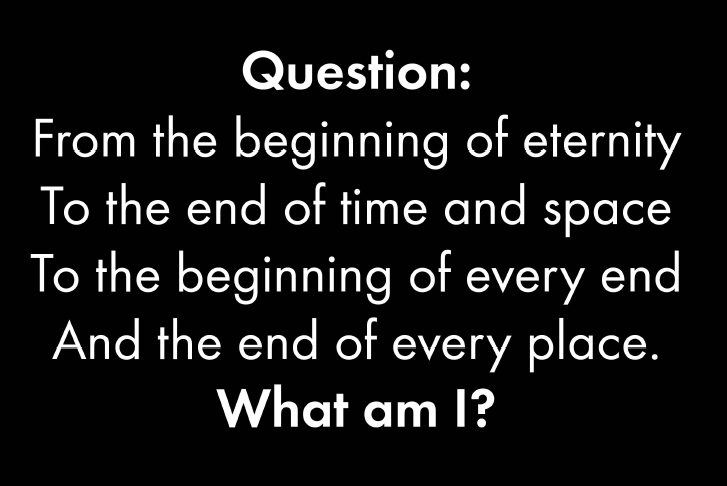 Question:
From the beginning of eternity
To the end of time and space
To the beginning of every end
And the end of every place.
What am I?